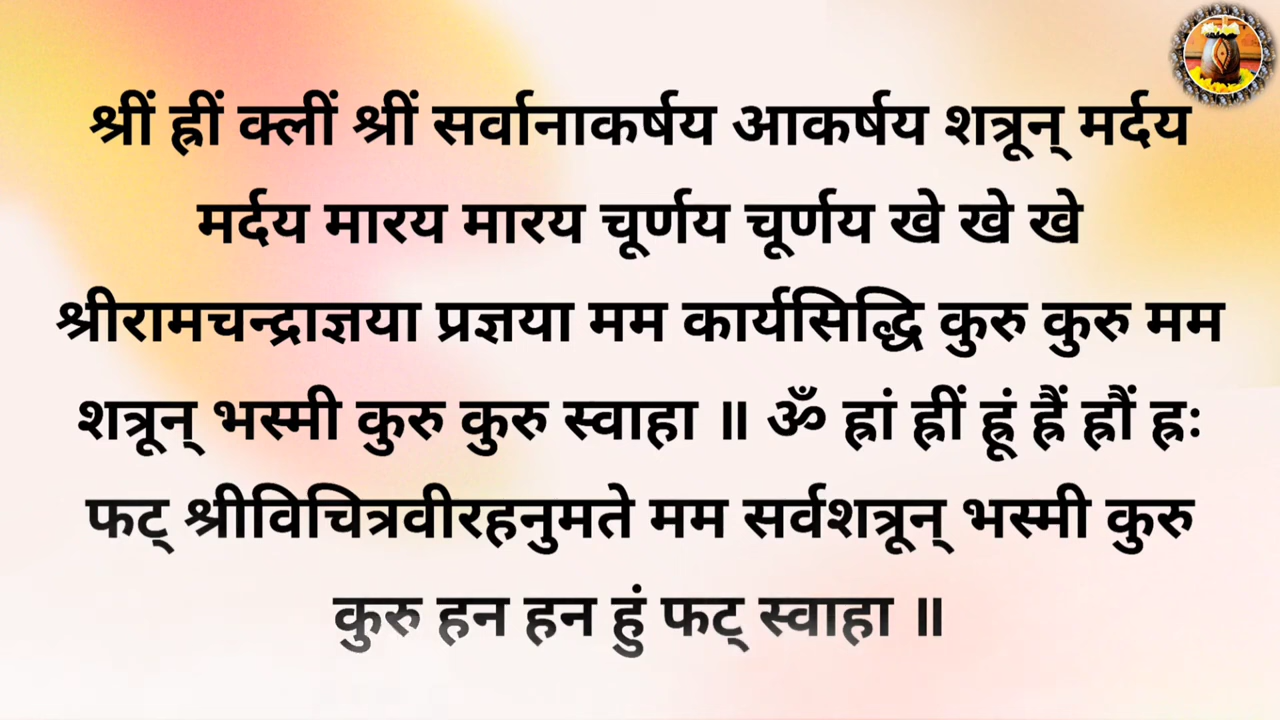 श्रीं ह्रीं क्लीं श्रीं सर्वानाकर्षय आकर्षय शत्रून् मर्दय
मर्दय मारय मारय चूर्णय चूर्णय खे खे खे
श्रीरामचन्द्राज्ञया प्रज्ञया मम कार्यसिद्धि कुरु कुरु मम
शत्रून् भस्मी कुरु कुरु स्वाहा ॥ ॐ ह्रां ह्रीं ह्रूं ह्रैं ह्रौं ह्रः
फट् श्रीविचित्रवीरहनुमते मम सर्वशत्रून् भस्मी कुरु
कुरु हन हन हुं फट् स्वाहा ॥